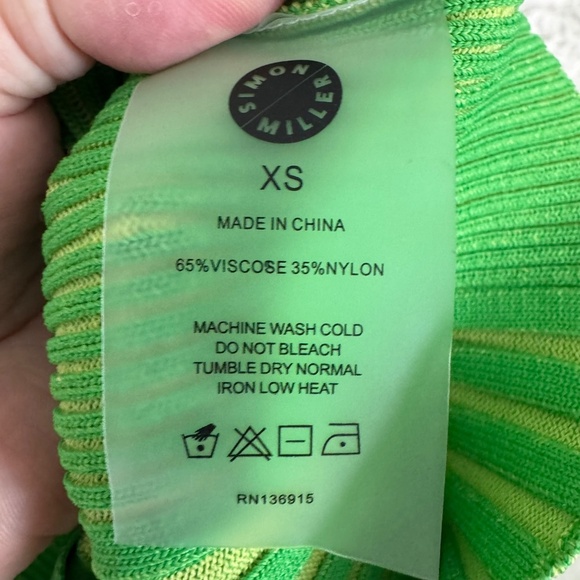 SIMON
MILLER
XS
MADE IN CHINA
65%VISCOSE 35%NYLON
MACHINE WASH COLD
DO NOT BLEACH
TUMBLE DRY NORMAL
IRON LOW HEAT
RN136915